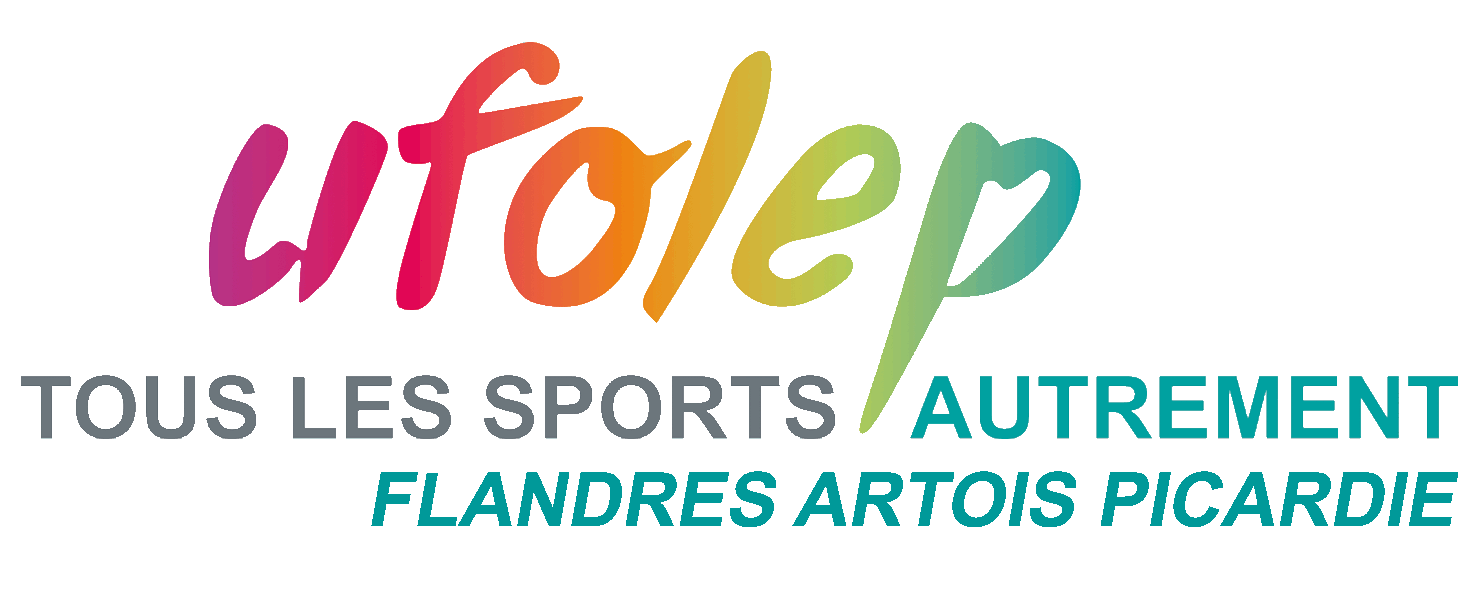 ufolep
TOUS LES SPORTS AUTREMENT
FLANDRES ARTOIS PICARDIE